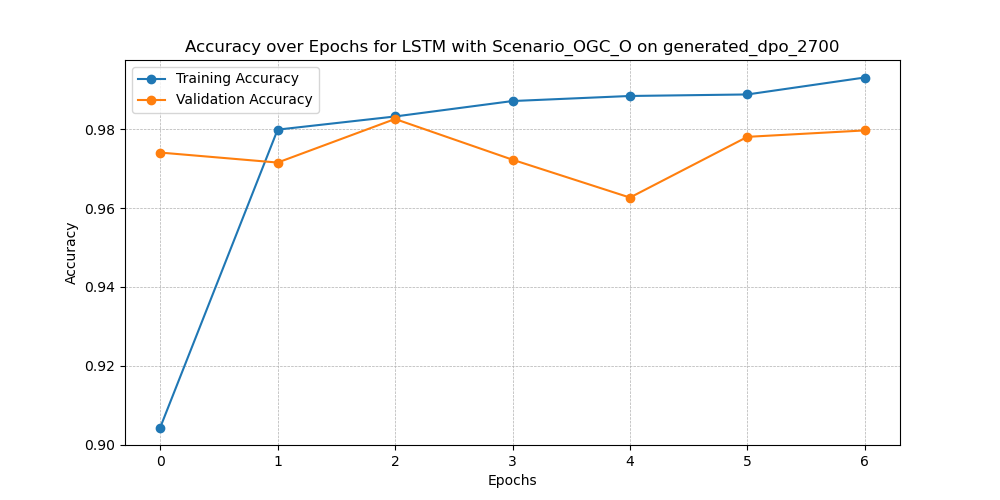 Accuracy over Epochs for LSTM with Scenario_OGC_O on generated_dpo_2700
Training Accuracy
Validation Accuracy
0.98
0.96
0.94
0.92
0.90
Accuracy
0 1 2 3 4 5 6
Epochs